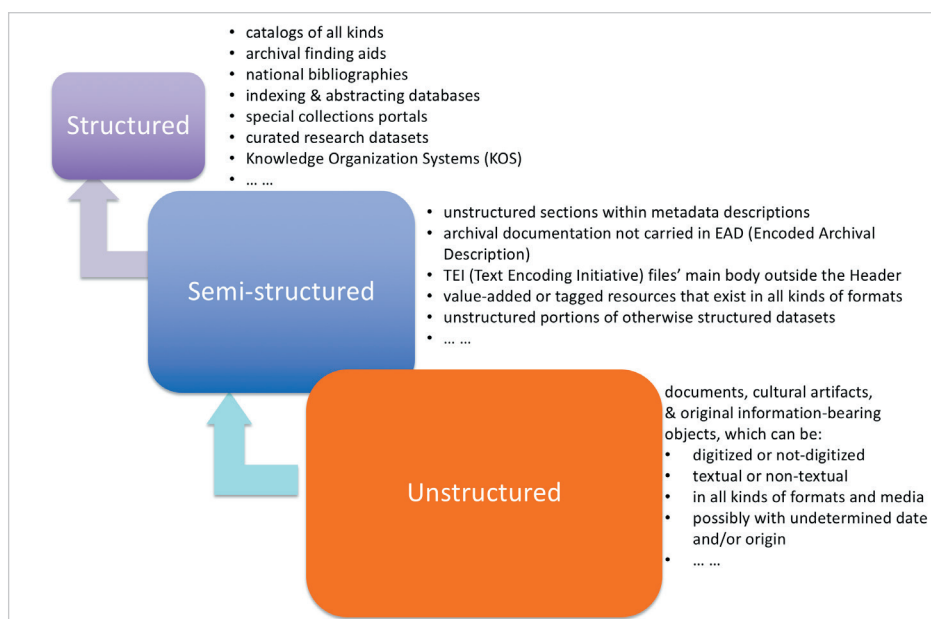 • catalogs of all kinds
• archival finding aids
• national bibliographies
• indexing & abstracting databases
• special collections portals
• curated research datasets
• Knowledge Organization Systems (KOS)
• ... ...
Structured
• unstructured sections within metadata descriptions
• archival documentation not carried in EAD (Encoded Archival
Description)
• TEI (Text Encoding Initiative) files’ main body outside the Header
• value-added or tagged resources that exist in all kinds of formats
• unstructured portions of otherwise structured datasets
• ... ...
Semi-structured
documents, cultural artifacts,
& original information-bearing
objects, which can be:
• digitized or not-digitized
• textual or non-textual
• in all kinds of formats and media
• possibly with undetermined date
and/or origin
• ... ...
Unstructured